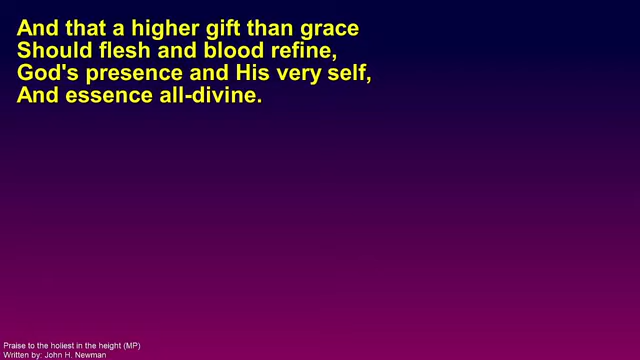 And that a higher gift than grace
Should flesh and blood refine,
God's presence and His very self,
And essence all-divine.
Praise to the holiest in the height (MP)
Written by: John H. Newman